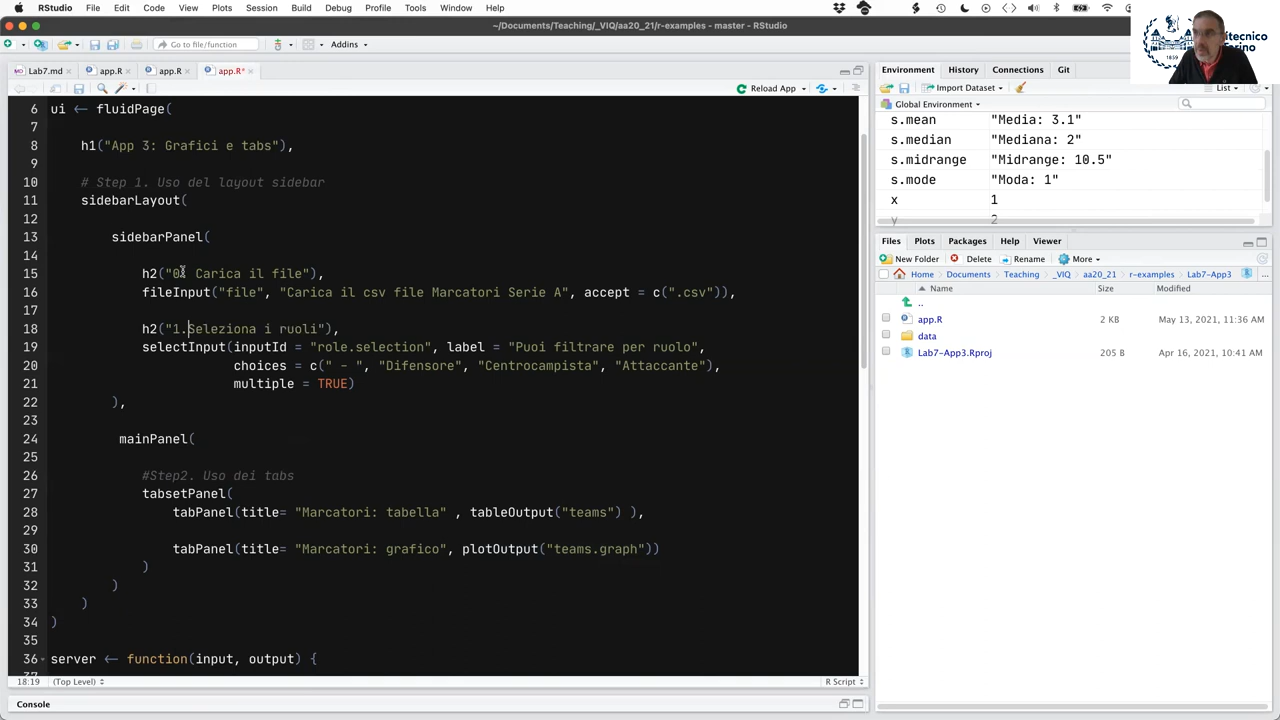 RStudio File Edit Code View Plots Session Build Debug Profile Tools Window Help
~/Documents/Teaching/_VIQ/aa20_21/r-examples - master - RStudio
Go to file/function Addins
Lab7.md app.R app.R app.R*
Reload App
6 ui <- fluidPage(
7
8 h1("App 3: Grafici e tabs"),
9
10 # Step 1. Uso del layout sidebar
11 sidebarLayout(
12
13 sidebarPanel(
14
15 h2("0. Carica il file"),
16 fileInput("file", "Carica il csv file Marcatori Serie A", accept = c(".csv")),
17
18 h2("1.Seleziona i ruoli"),
19 selectInput(inputId = "role.selection", label = "Puoi filtrare per ruolo",
20 choices = c(" - ", "Difensore", "Centrocampista", "Attaccante"),
21 multiple = TRUE)
22 ),
23
24 mainPanel(
25
26 #Step2. Uso dei tabs
27 tabsetPanel(
28 tabPanel(title= "Marcatori: tabella" , tableOutput("teams") ),
29
30 tabPanel(title= "Marcatori: grafico", plotOutput("teams.graph"))
31 )
32 )
33 )
34 )
35
36 server <- function(input, output) {
18:19 (Top Level) R Script
Console
Environment History Connections Git
Import Dataset List
Global Environment
s.mean "Media: 3.1"
s.median "Mediana: 2"
s.midrange "Midrange: 10.5"
s.mode "Moda: 1"
x 1
y 2
Files Plots Packages Help Viewer
New Folder Delete Rename More
Home Documents Teaching _VIQ aa20_21 r-examples Lab7-App3 ...
Name Size Modified
..
app.R 2 KB May 13, 2021, 11:36 AM
data
Lab7-App3.Rproj 205 B Apr 16, 2021, 10:41 AM
1859